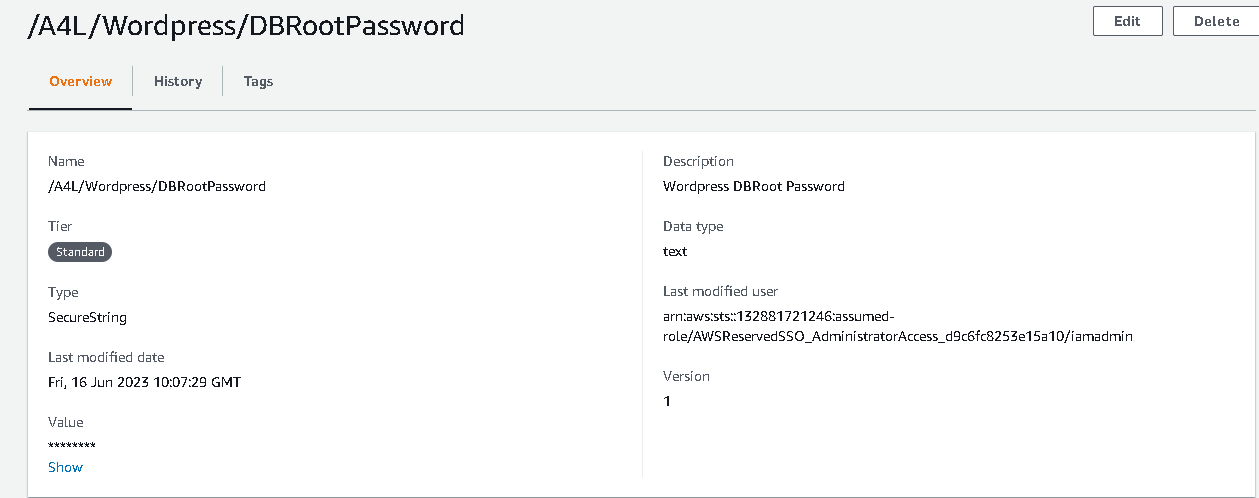 /A4L/Wordpress/DBRootPassword
Edit
Delete
Overview
History
Tags
Name
/A4L/Wordpress/DBRootPassword
Tier
Standard
Type
SecureString
Last modified date
Fri, 16 Jun 2023 10:07:29 GMT
Value
********
Show
Description
Wordpress DBRoot Password
Data type
text
Last modified user
arn:aws:sts::132881721246:assumed-
role/AWSReservedSSO_AdministratorAccess_d9c6fc8253e15a10/iamadmin
Version
1